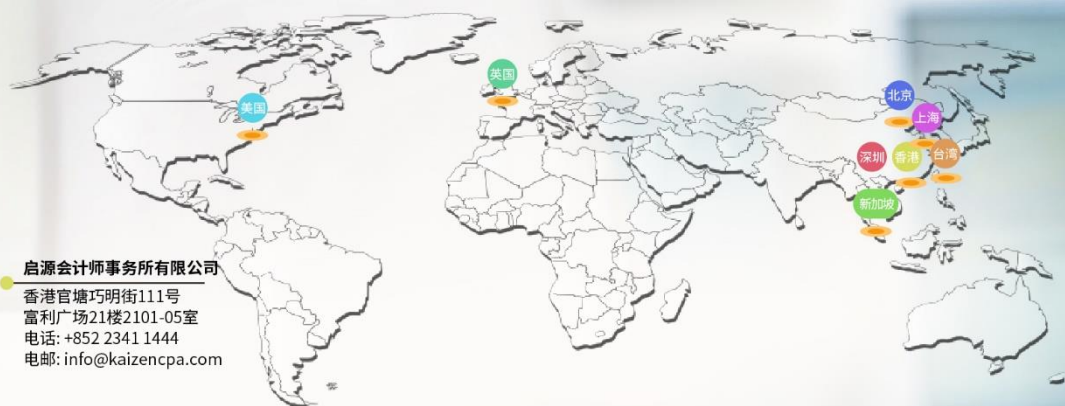 英国
北京
美国
上海
深圳
香港
台湾
新加坡
启源会计师事务所有限公司
香港官塘巧明街111号
富利广场21楼2101-05室
电话: +852 2341 1444
电邮: info@kaizencpa.com